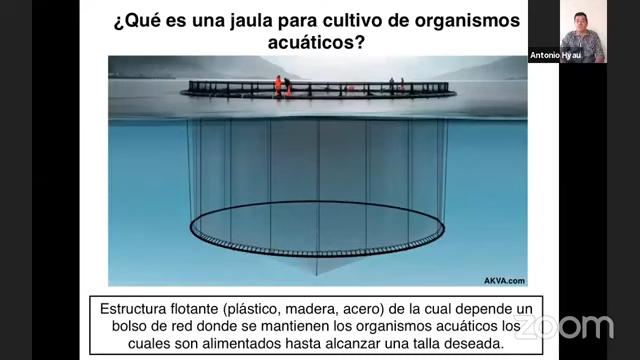 ¿Qué es una jaula para cultivo de organismos
acuáticos?
Antonio Hyau
AKVA.com
Estructura flotante (plástico, madera, acero) de la cual depende un
bolso de red donde se mantienen los organismos acuáticos los
cuales son alimentados hasta alcanzar una talla deseada.
zoom